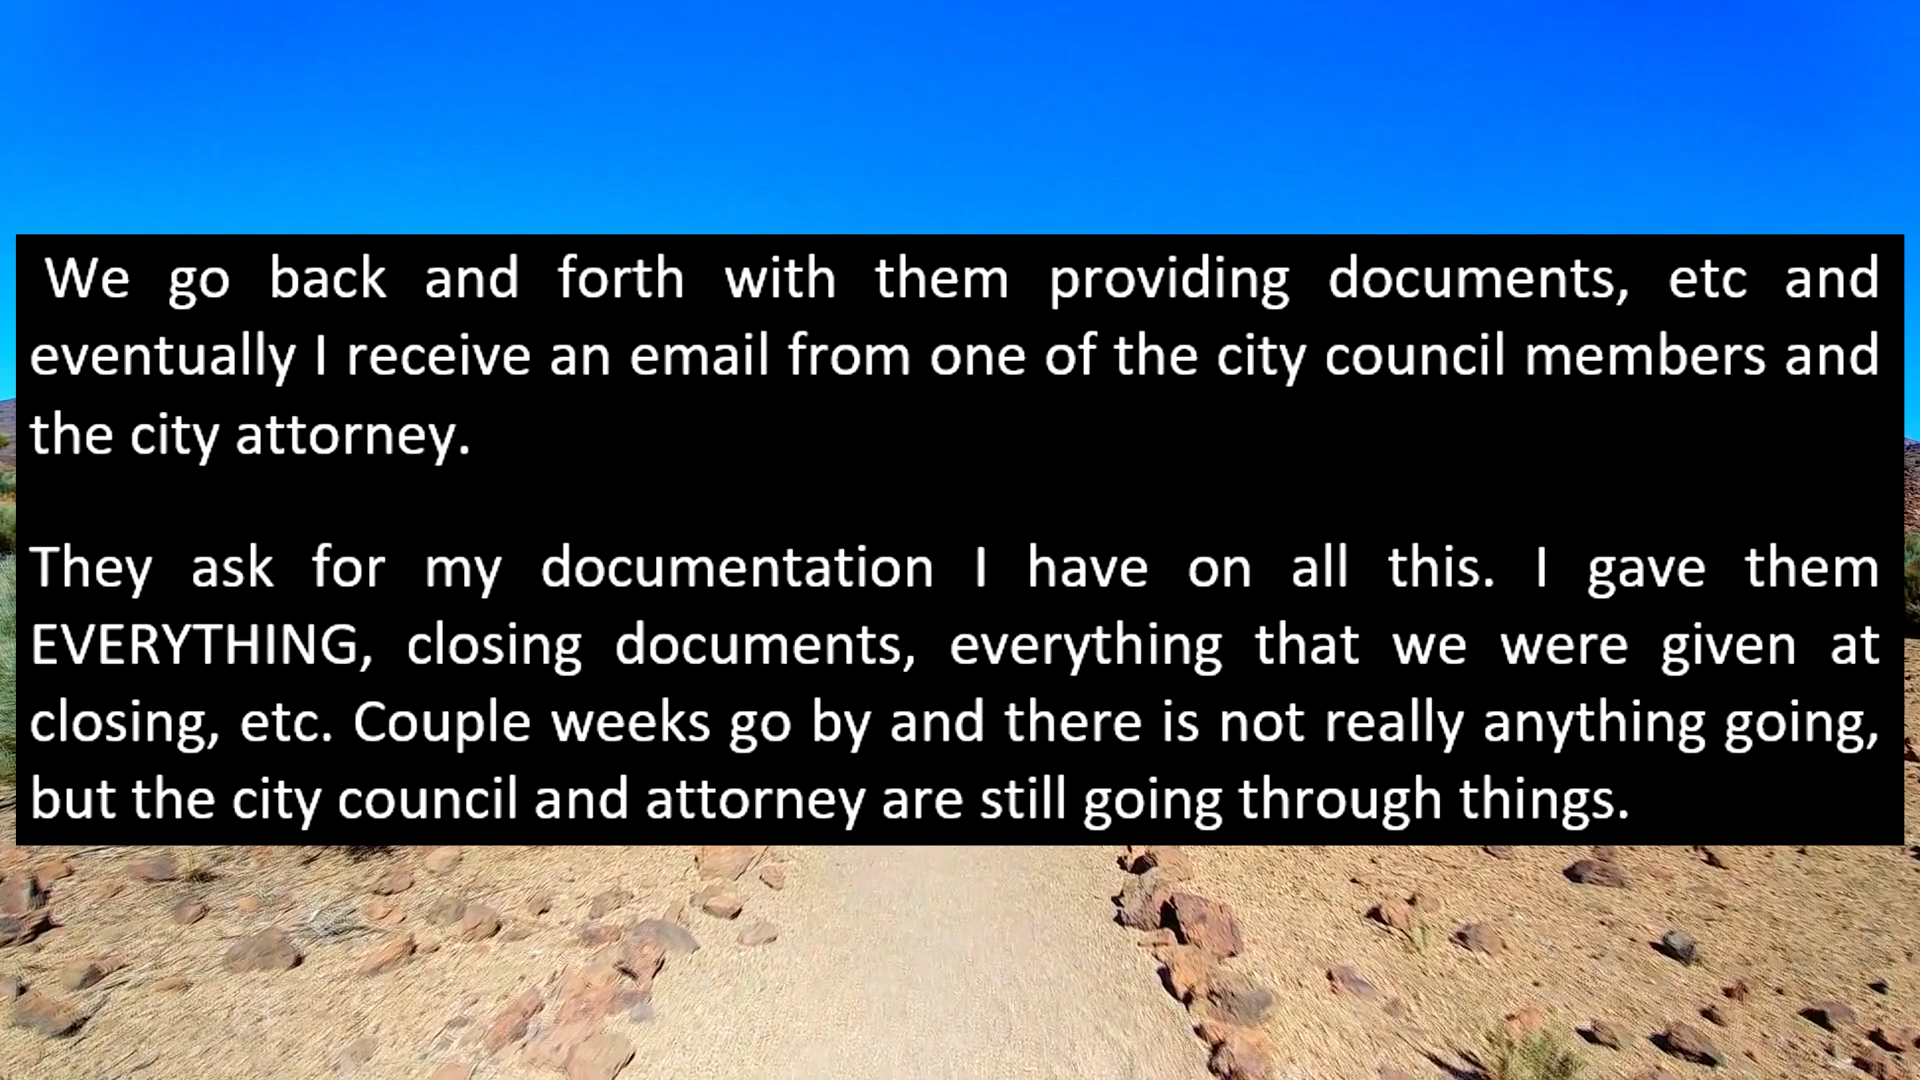 We go back and forth with them providing documents, etc and
eventually I receive an email from one of the city council members and
the city attorney.
They ask for my documentation I have on all this. I gave them
EVERYTHING, closing documents, everything that we were given at
closing, etc. Couple weeks go by and there is not really anything going,
but the city council and attorney are still going through things.